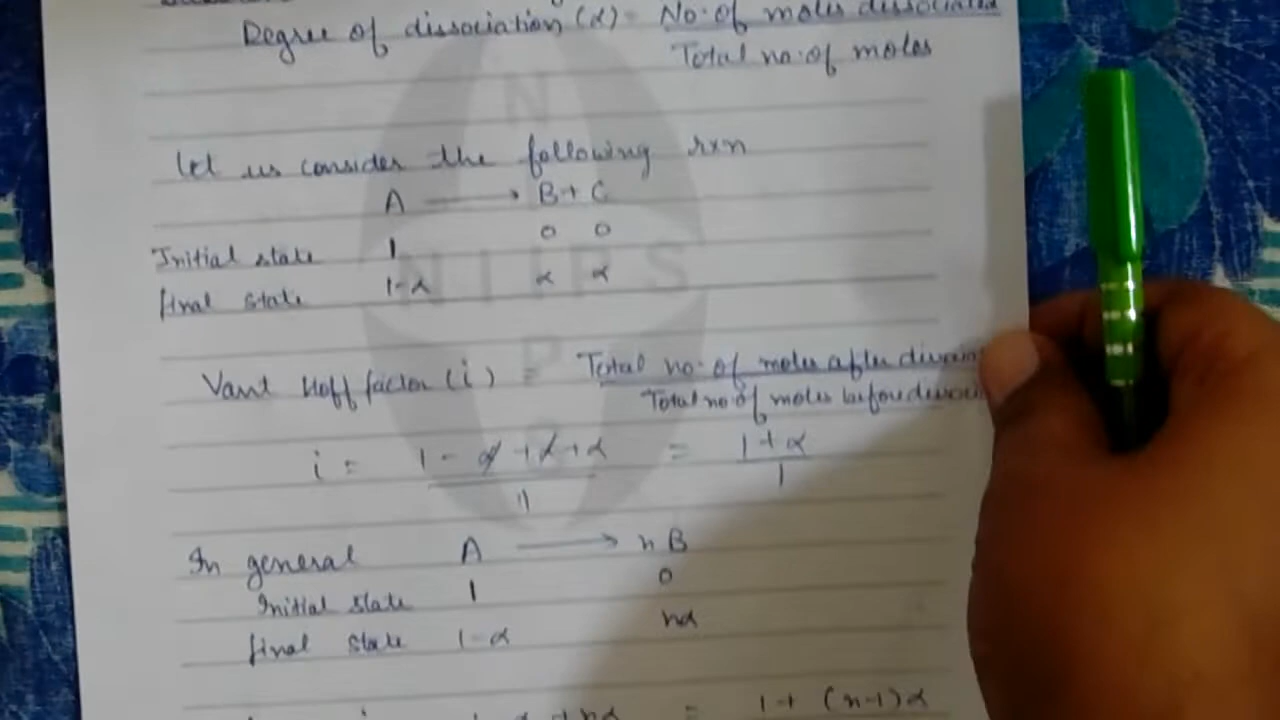 Degree of dissociation (α) = No. of moles dissociated
Total no. of moles
Let us consider the following rxn
A ⟶ B + C
Initial state 1 0 0
final state 1-α α α
Vant Hoff factor (i) = Total no. of moles after
Total no of moles before
i = 1 - α + α + α = 1 + α
1 1
In general A ⟶ nB
Initial state 1 0
final state 1-α nα
= 1 + (n-1)α
N
NIIPS
P